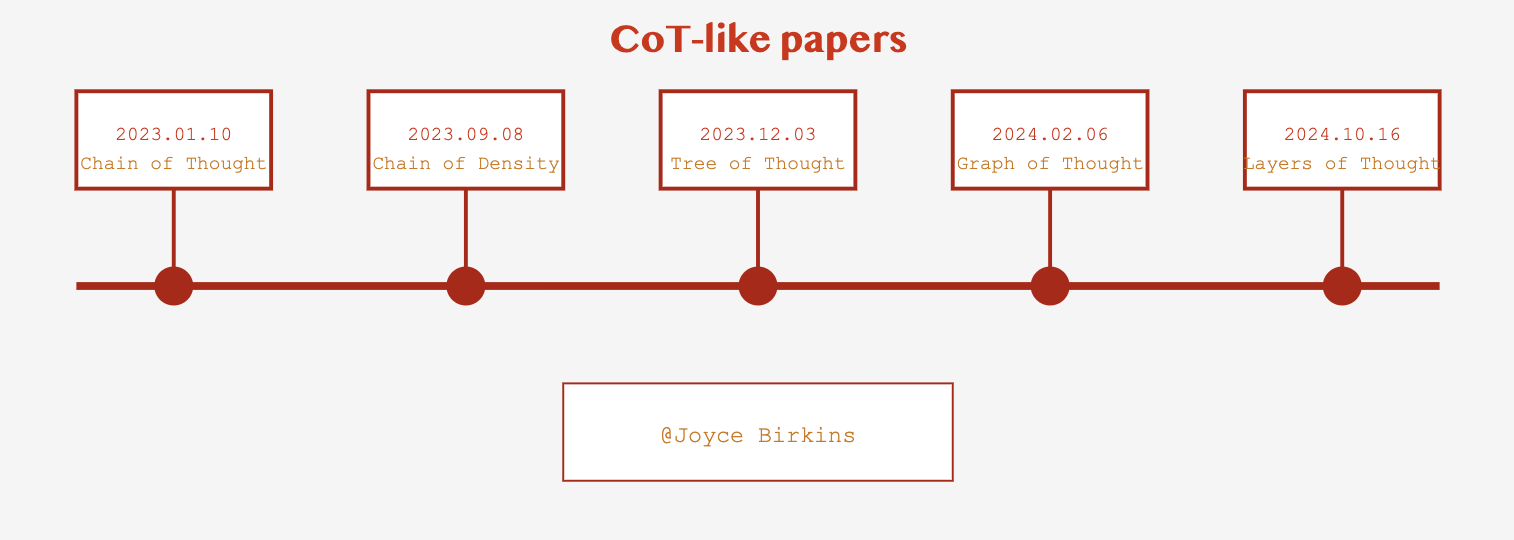 CoT-like papers
2023.01.10
Chain of Thought
2023.09.08
Chain of Density
2023.12.03
Tree of Thought
2024.02.06
Graph of Thought
2024.10.16
Layers of Thought
@Joyce Birkins